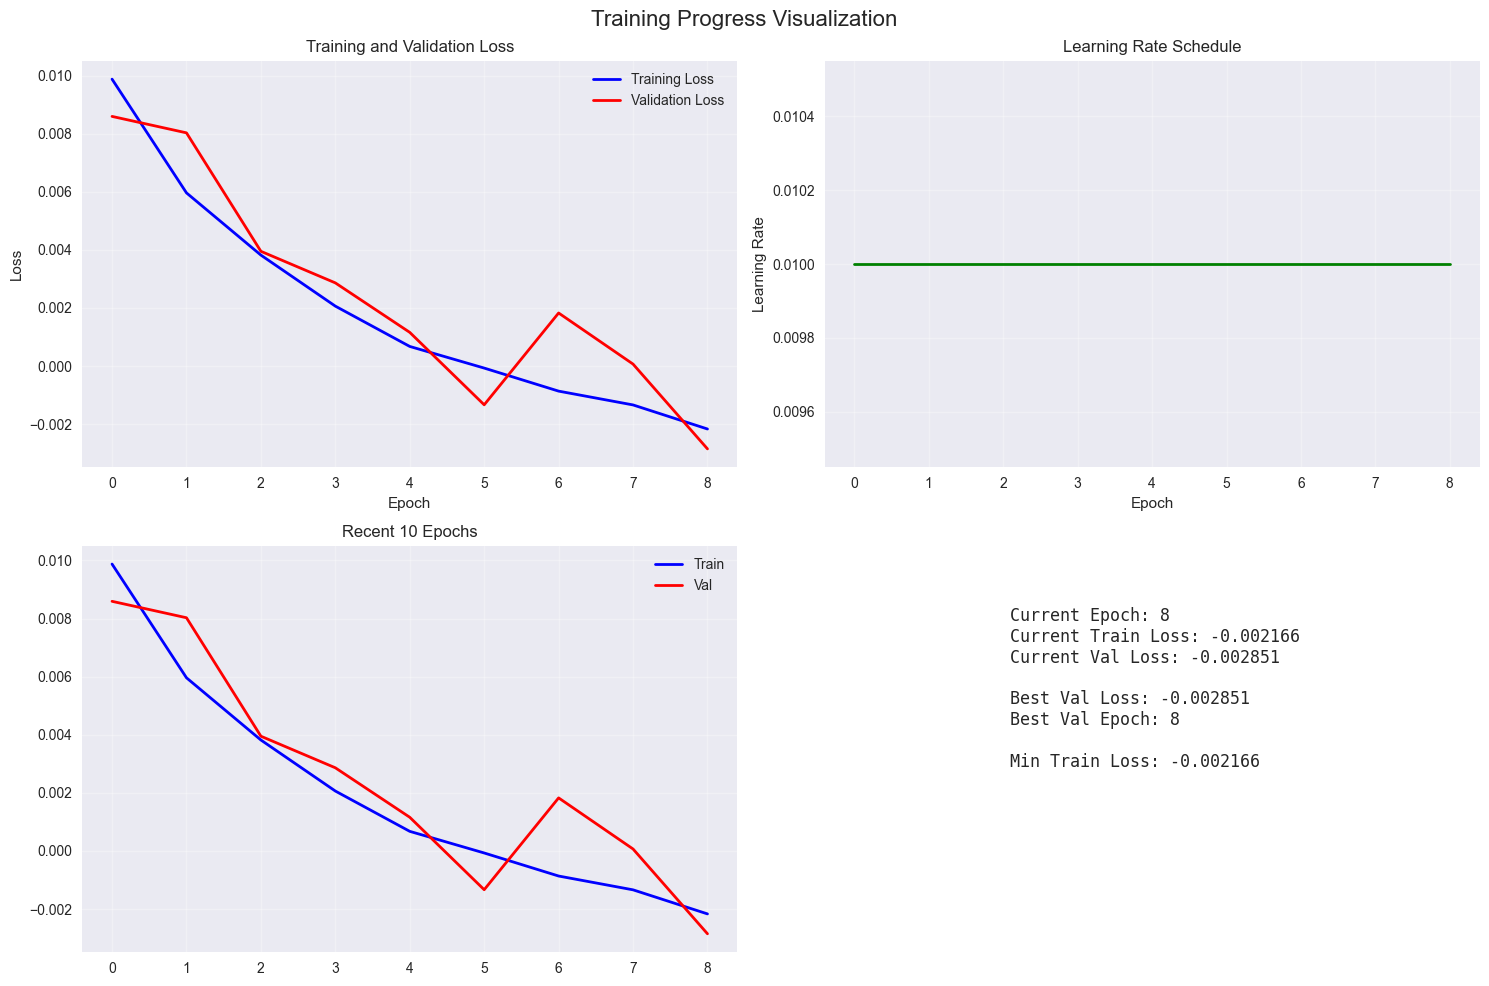 Training Progress Visualization
Training and Validation Loss
0.010
0.008
0.006
0.004
0.002
0.000
−0.002
Loss
Training Loss
Validation Loss
0 1 2 3 4 5 6 7 8
Epoch
Learning Rate Schedule
0.0104
0.0102
0.0100
0.0098
0.0096
Learning Rate
0 1 2 3 4 5 6 7 8
Epoch
Recent 10 Epochs
0.010
0.008
0.006
0.004
0.002
0.000
−0.002
Train
Val
0 1 2 3 4 5 6 7 8
Current Epoch: 8
Current Train Loss: -0.002166
Current Val Loss: -0.002851
Best Val Loss: -0.002851
Best Val Epoch: 8
Min Train Loss: -0.002166